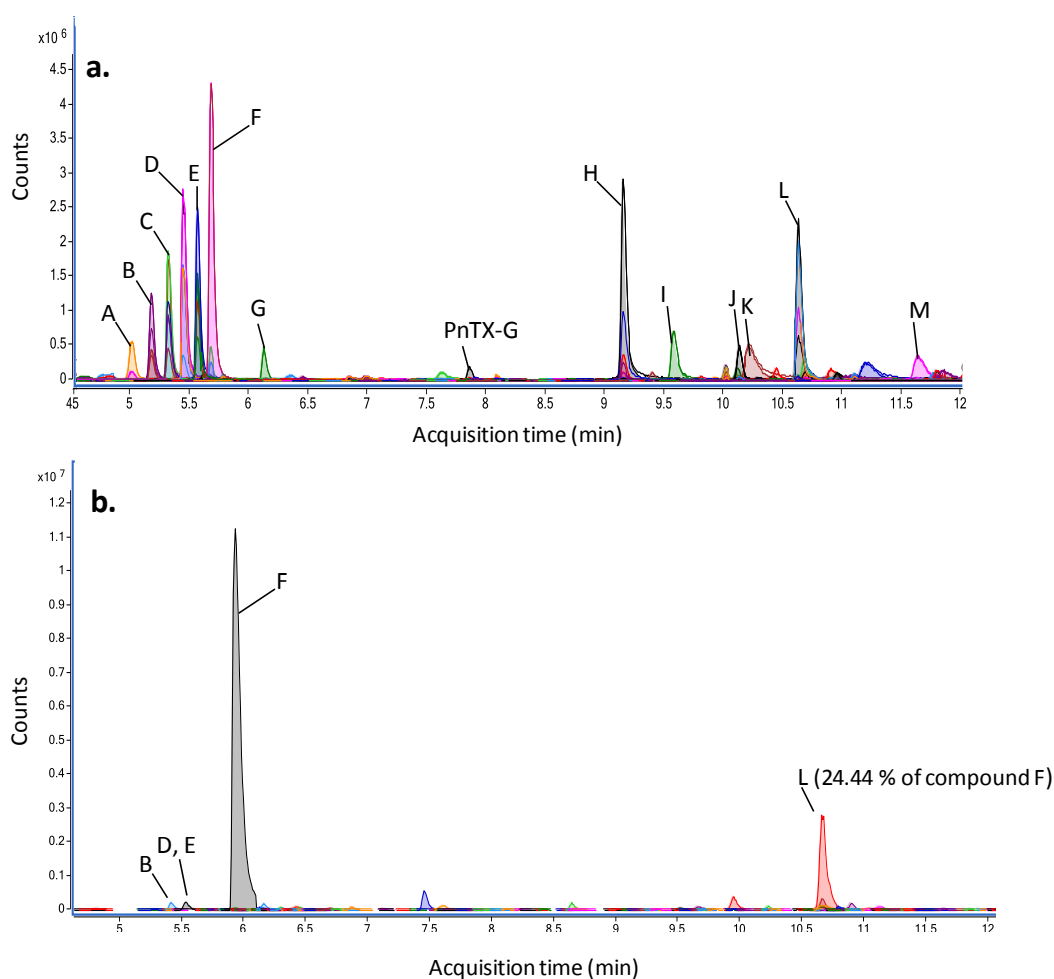 x10 6
a.
4.5
4
3.5
3
2.5
2
1.5
1
0.5
0
Counts
A
B
C
D
E
F
G
PnTX-G
H
I
J
K
L
M
45
5
5.5
6
6.5
7
7.5
8
8.5
9
9.5
10
10.5
11
11.5
12
Acquisition time (min)
x10 7
b.
1.2
1.1
1
0.9
0.8
0.7
0.6
0.5
0.4
0.3
0.2
0.1
0
Counts
B
D, E
F
L (24.44 % of compound F)
5
5.5
6
6.5
7
7.5
8
8.5
9
9.5
10
10.5
11
11.5
12
Acquisition time (min)